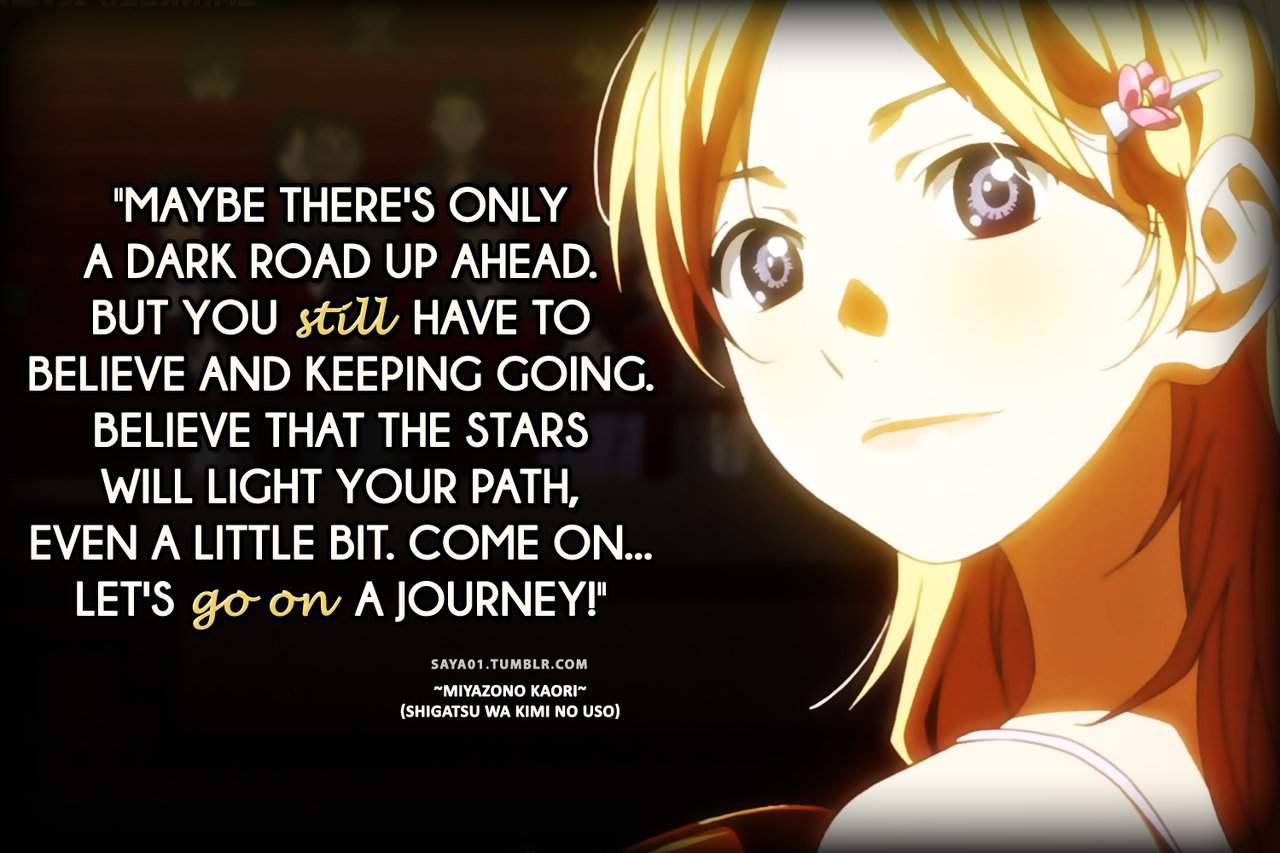 "MAYBE THERE'S ONLY
A DARK ROAD UP AHEAD.
BUT YOU still HAVE TO
BELIEVE AND KEEPING GOING.
BELIEVE THAT THE STARS
WILL LIGHT YOUR PATH,
EVEN A LITTLE BIT. COME ON...
LET'S go on A JOURNEY!"
SAYA01.TUMBLR.COM
~MIYAZONO KAORI~
(SHIGATSU WA KIMI NO USO)